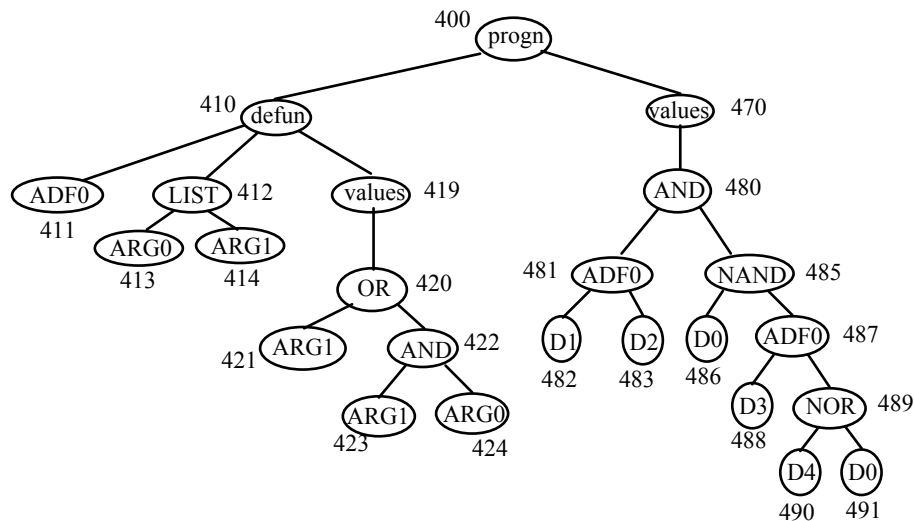 400 progn
410 defun
values 470
ADF0 LIST 412 values 419 AND 480
411
ARG0 ARG1
413 414
481 ADF0 NAND 485
OR 420
D1 D2 D0 ADF0 487
421 ARG1 AND 422
482 483 486
D3 NOR 489
ARG1 ARG0
423 424 488
D4 D0
490 491